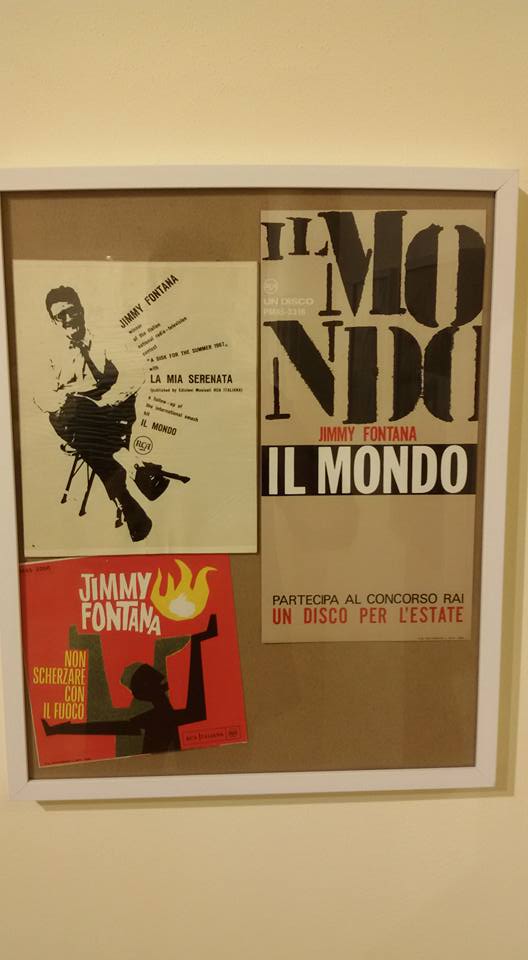 JIMMY FONTANA
winner
of the Italian
national radio-television
contest
"A DISK FOR THE SUMMER 1967„
with
LA MIA SERENATA
(published by Edizioni Musicali RCA ITALIANA)
a follow-up of
the international smash
hit
IL MONDO
RCA
IL MO
NDO
RCA
UN DISCO
PM45-3316
JIMMY FONTANA
IL MONDO
PARTECIPA AL CONCORSO RAI
UN DISCO PER L'ESTATE
JIMMY
FONTANA
NON
SCHERZARE
CON
IL FUOCO
RCA ITALIANA